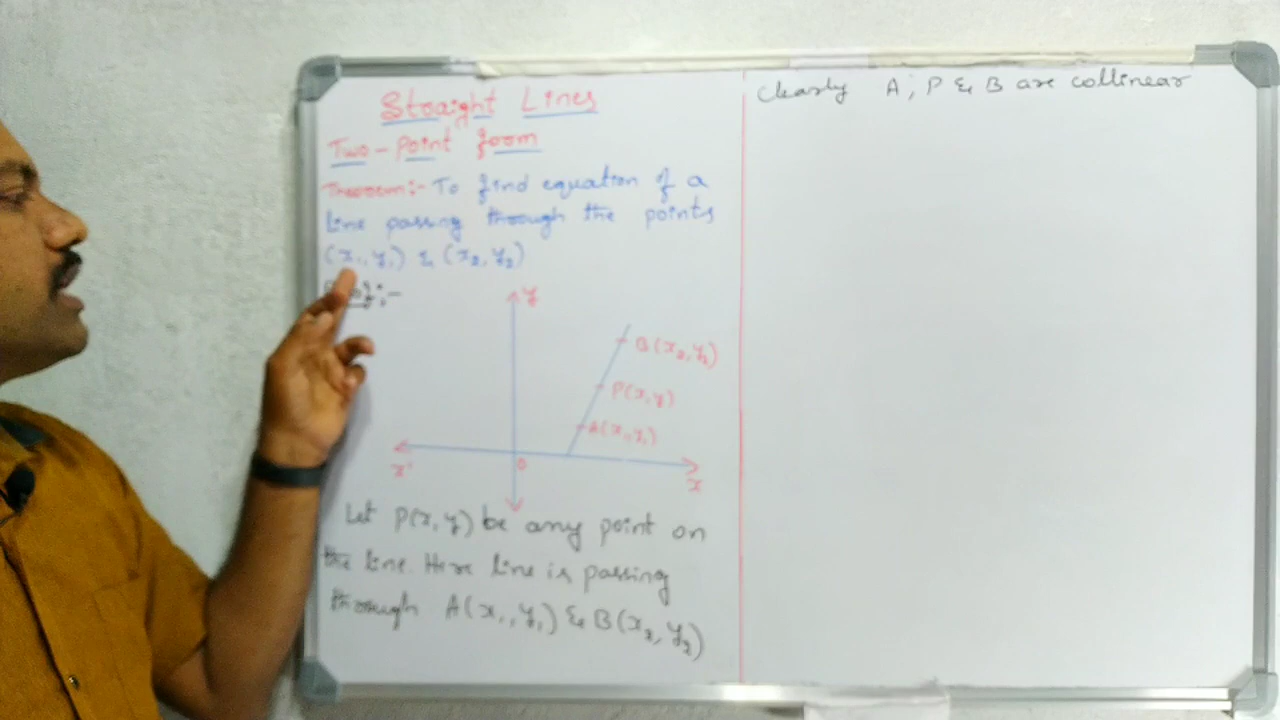 Straight Lines
Two-point form
Theorem:- To find equation of a
line passing through the points
(x₁, y₁) & (x₂, y₂)
y
B(x₂, y₂)
P(x, y)
A(x₁, y₁)
x'
0
x
Let P(x, y) be any point on
the line. Here line is passing
through A(x₁, y₁) & B(x₂, y₂)
Clearly A, P & B are collinear